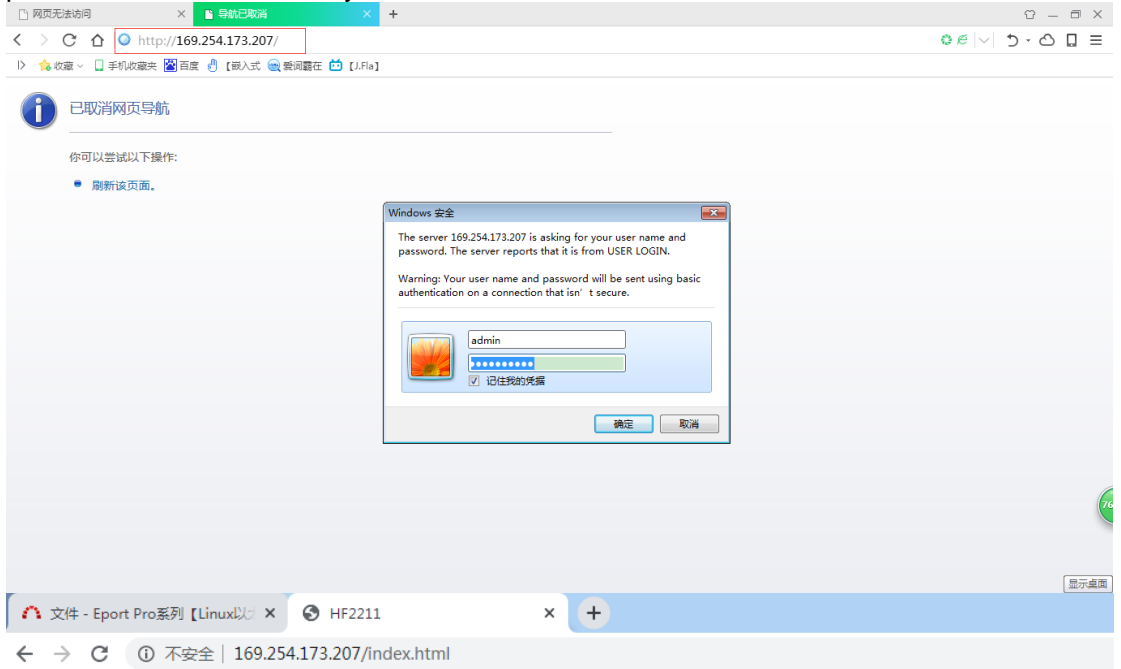 网页无法访问
导航已取消
http://169.254.173.207/
收藏
手机收藏夹
百度
【嵌入式
爱词霸在
【J.Fla】
已取消网页导航
你可以尝试以下操作:
刷新该页面。
Windows 安全
The server 169.254.173.207 is asking for your user name and
password. The server reports that it is from USER LOGIN.
Warning: Your user name and password will be sent using basic
authentication on a connection that isn’t secure.
admin
记住我的凭据
确定
取消
76
显示桌面
文件 - Eport Pro系列【Linux以
HF2211
不安全 | 169.254.173.207/index.html